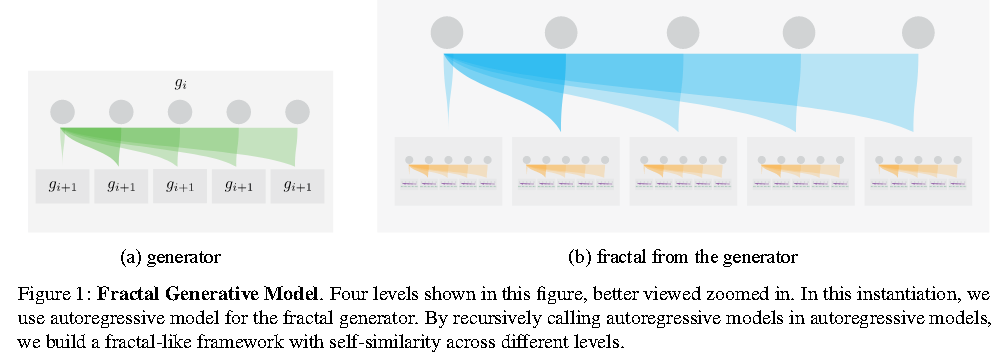 g_i
g_{i+1} g_{i+1} g_{i+1} g_{i+1} g_{i+1}
(a) generator
(b) fractal from the generator
Figure 1: Fractal Generative Model. Four levels shown in this figure, better viewed zoomed in. In this instantiation, we
use autoregressive model for the fractal generator. By recursively calling autoregressive models in autoregressive models,
we build a fractal-like framework with self-similarity across different levels.